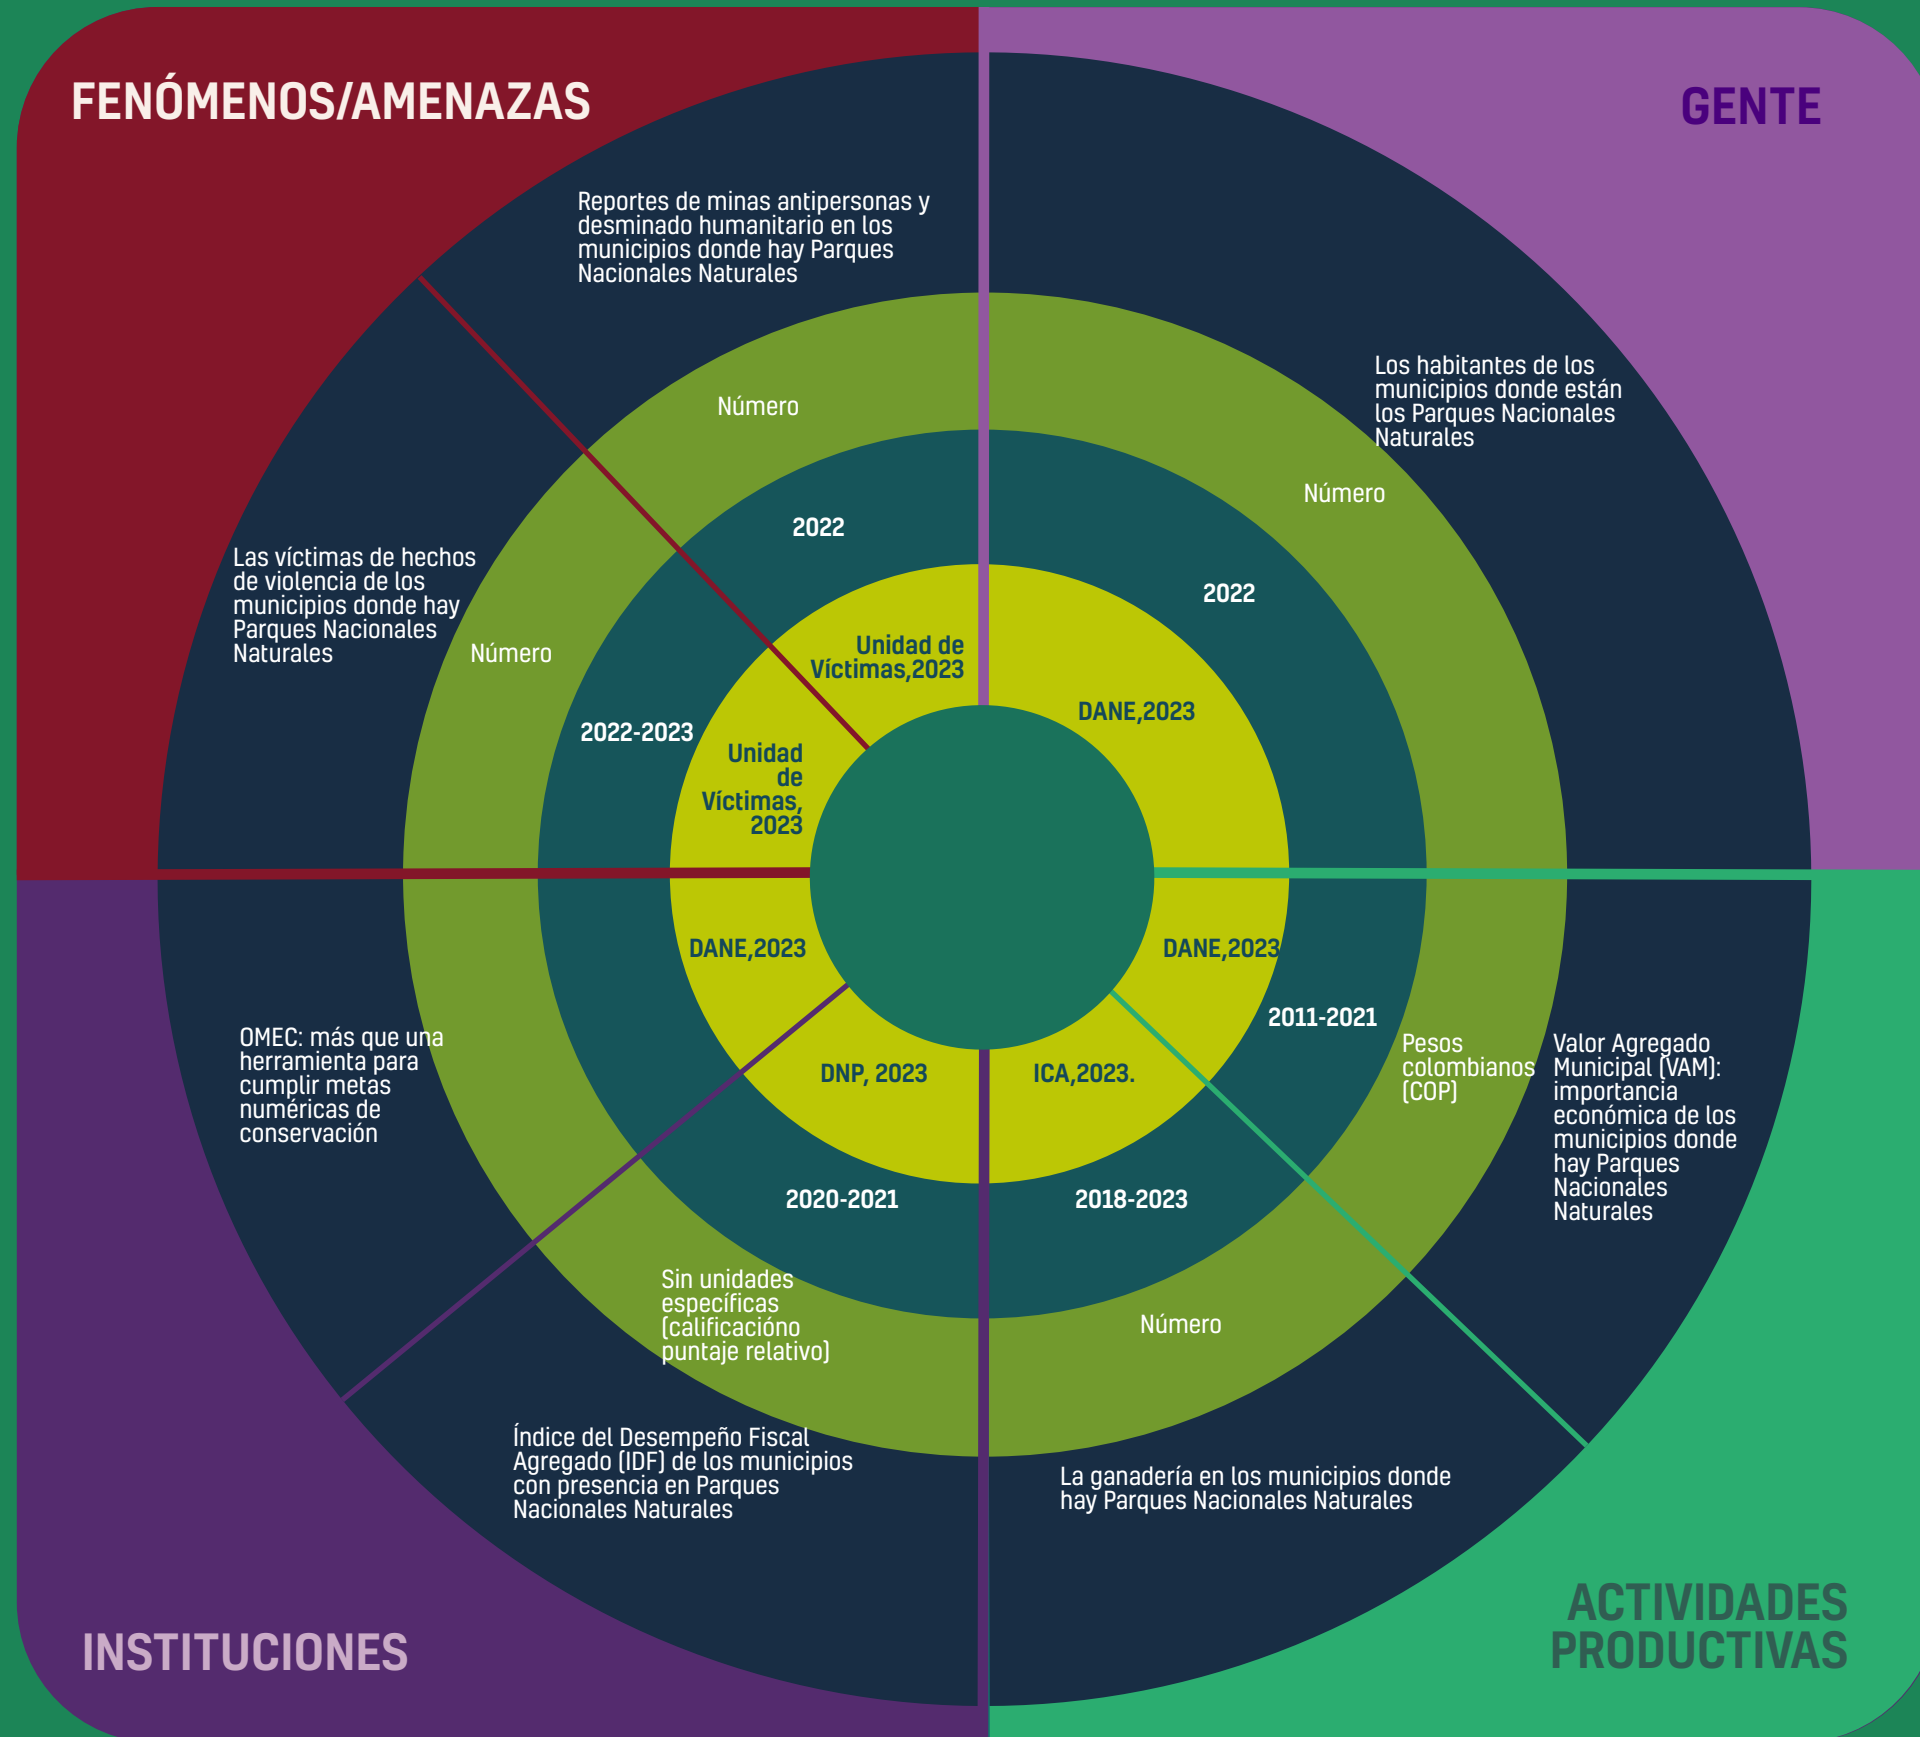 FENÓMENOS/AMENAZAS
Reportes de minas antipersonas y
desminado humanitario en los
municipios donde hay Parques
Nacionales Naturales
Número
2022
Unidad de
Víctimas,2023
Las víctimas de hechos
de violencia de los
municipios donde hay
Parques Nacionales
Naturales
Número
2022-2023
Unidad
de
Víctimas,
2023
GENTE
Los habitantes de los
municipios donde están
los Parques Nacionales
Naturales
Número
2022
DANE,2023
DANE,2023
OMEC: más que una
herramienta para
cumplir metas
numéricas de
conservación
DNP, 2023
2020-2021
Sin unidades
específicas
(calificacióno
puntaje relativo)
Índice del Desempeño Fiscal
Agregado (IDF) de los municipios
con presencia en Parques
Nacionales Naturales
INSTITUCIONES
DANE,2023
2011-2021
Pesos
colombianos
(COP)
Valor Agregado
Municipal (VAM):
importancia
económica de los
municipios donde
hay Parques
Nacionales
Naturales
ICA,2023.
2018-2023
Número
La ganadería en los municipios donde
hay Parques Nacionales Naturales
ACTIVIDADES
PRODUCTIVAS